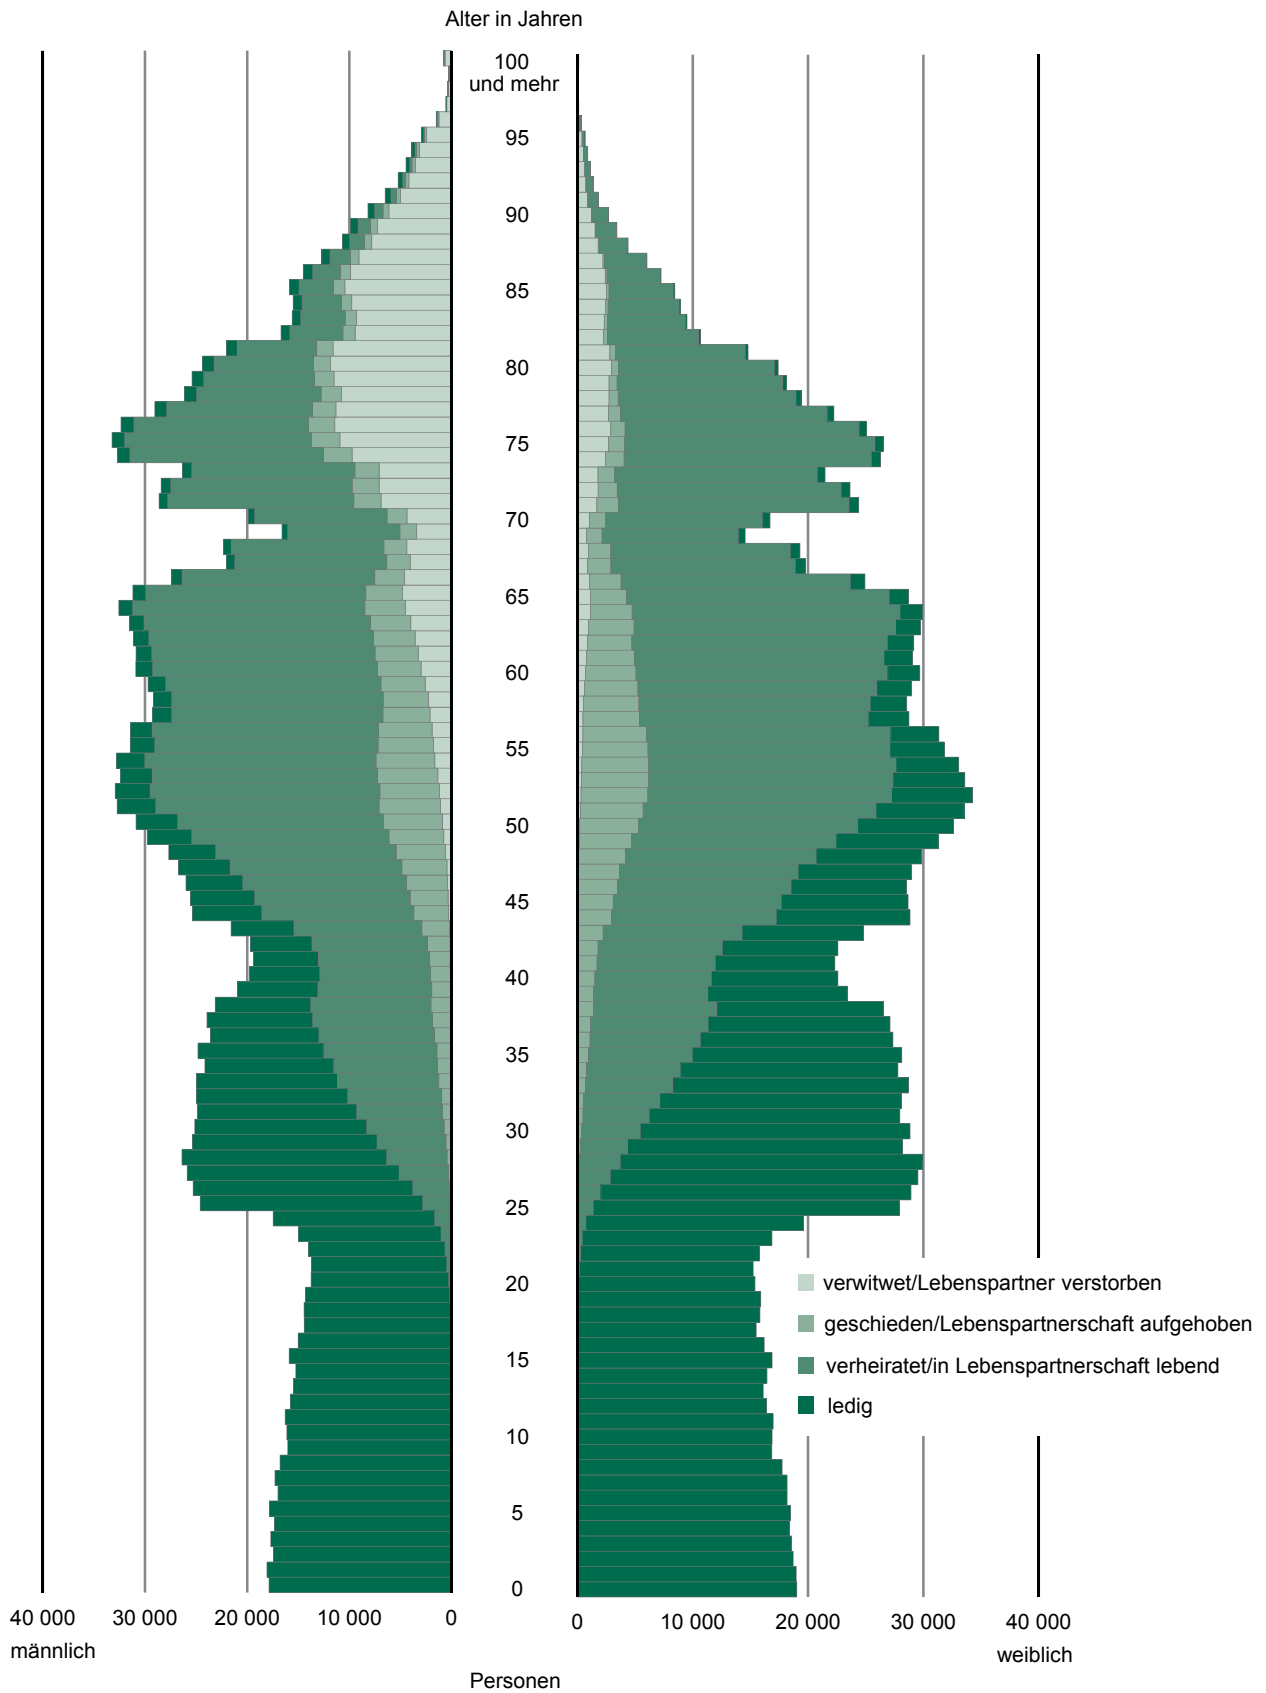 Alter in Jahren
100
und mehr
95
90
85
80
75
70
65
60
55
50
45
40
35
30
25
20
15
10
5
0
verwitwet/Lebenspartner verstorben
geschieden/Lebenspartnerschaft aufgehoben
verheiratet/in Lebenspartnerschaft lebend
ledig
40 000 30 000 20 000 10 000 0
0 10 000 20 000 30 000 40 000
männlich
weiblich
Personen